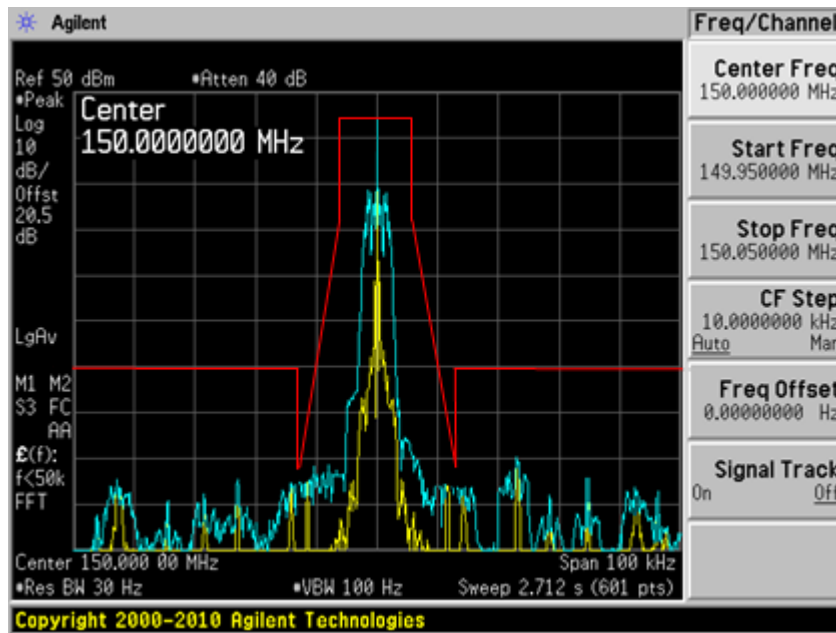 Agilent
Freq/Channel
Ref 50 dBm
*Atten 40 dB
*Peak
Log
10
dB/
Offst
20.5
dB
LgAv
M1 M2
S3 FC
AA
£(f):
f<50k
FFT
Center
150.0000000 MHz
Center 150.000 00 MHz
Span 100 kHz
*Res BW 30 Hz
*VBW 100 Hz
Sweep 2.712 s (601 pts)
Copyright 2000-2010 Agilent Technologies
Center Freq
150.000000 MHz
Start Freq
149.950000 MHz
Stop Freq
150.050000 MHz
CF Step
10.0000000 kHz
Auto Man
Freq Offset
0.00000000 Hz
Signal Track
On Off